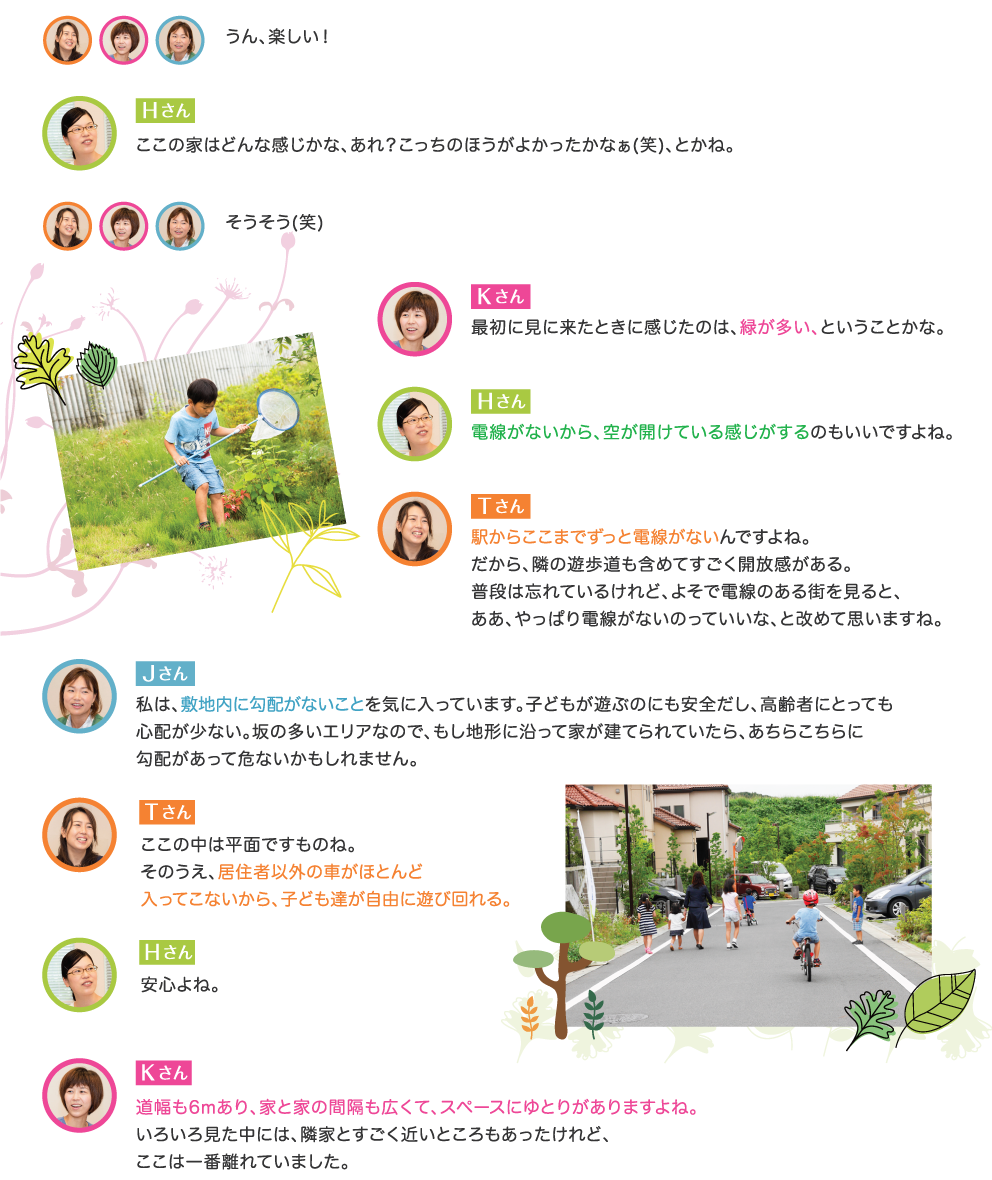 うん、楽しい！
Hさん
ここの家はどんな感じかな、あれ？こっちのほうがよかったかなぁ(笑)、とかね。
そうそう(笑)
Kさん
最初に見に来たときに感じたのは、緑が多い、ということかな。
Hさん
電線がないから、空が開けている感じがするのもいいですよね。
Tさん
駅からここまでずっと電線がないんですよね。
だから、隣の遊歩道も含めてすごく開放感がある。
普段は忘れているけれど、よそで電線のある街を見ると、
ああ、やっぱり電線がないのっていいな、と改めて思いますね。
Jさん
私は、敷地内に勾配がないことを気に入っています。子どもが遊ぶのにも安全だし、高齢者にとっても
心配が少ない。坂の多いエリアなので、もし地形に沿って家が建てられていたら、あちらこちらに
勾配があって危ないかもしれません。
Tさん
ここの中は平面ですものね。
そのうえ、居住者以外の車がほとんど
入ってこないから、子ども達が自由に遊び回れる。
Hさん
安心よね。
Kさん
道幅も6mあり、家と家の間隔も広くて、スペースにゆとりがありますよね。
いろいろ見た中には、隣家とすごく近いところもあったけれど、
ここは一番離れていました。